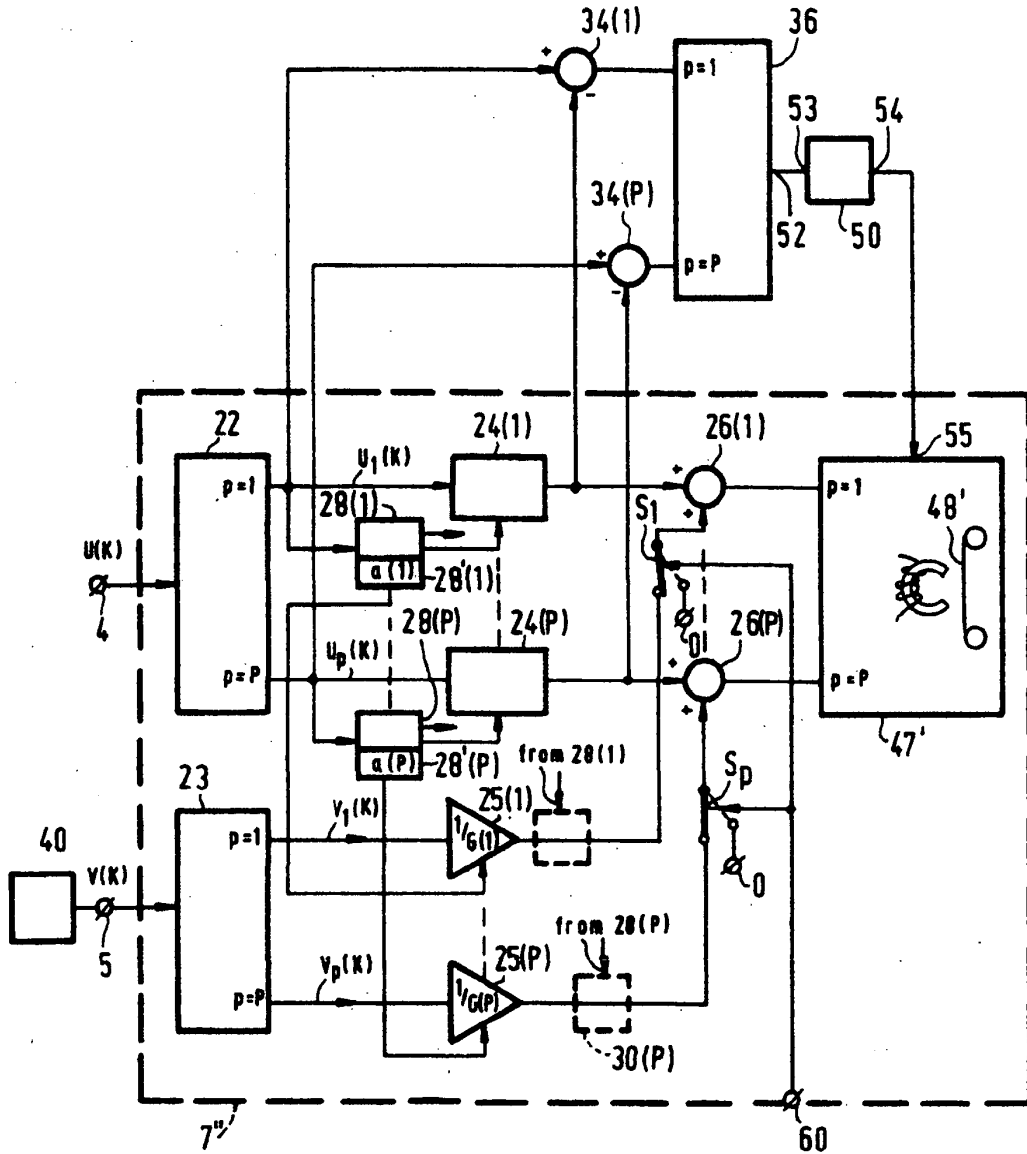 34(1)
36
+
-
p=1
53
54
34(P)
+
-
p=P
52
50
22
24(1)
26(1)
55
p=1
U1(K)
28(1)
+
+
p=1
48'
S1
U(K)
4
a(1)
28'(1)
0
28(P)
24(P)
26(P)
p=P
Up(K)
+
+
p=P
47'
a(P)
28'(P)
from 28(1)
Sp
23
25(1)
40
V(K)
5
p=1
V1(K)
1/G(1)
0
from 28(P)
25(P)
Vp(K)
p=P
1/G(P)
30(P)
7"
60